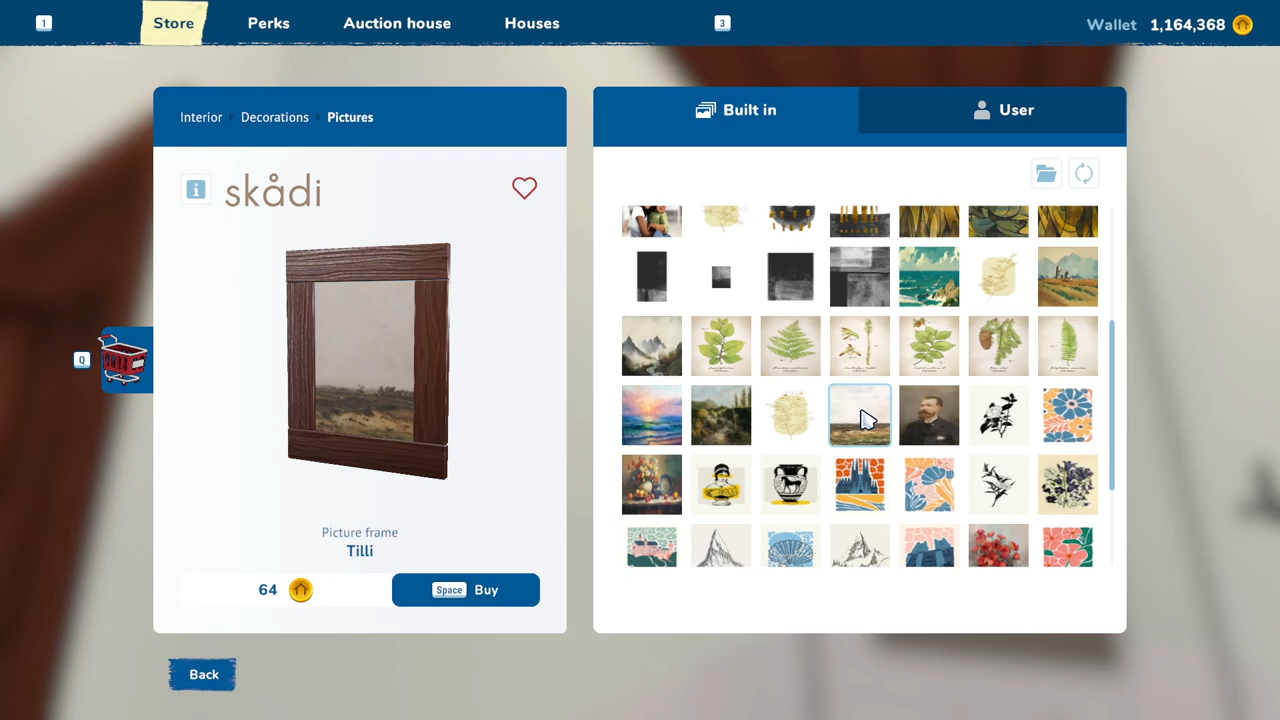 1
Store
Perks
Auction house
Houses
3
Wallet 1,164,368
Interior Decorations Pictures
Built in
User
skådi
Q
Picture frame
Tilli
64
Space Buy
Back